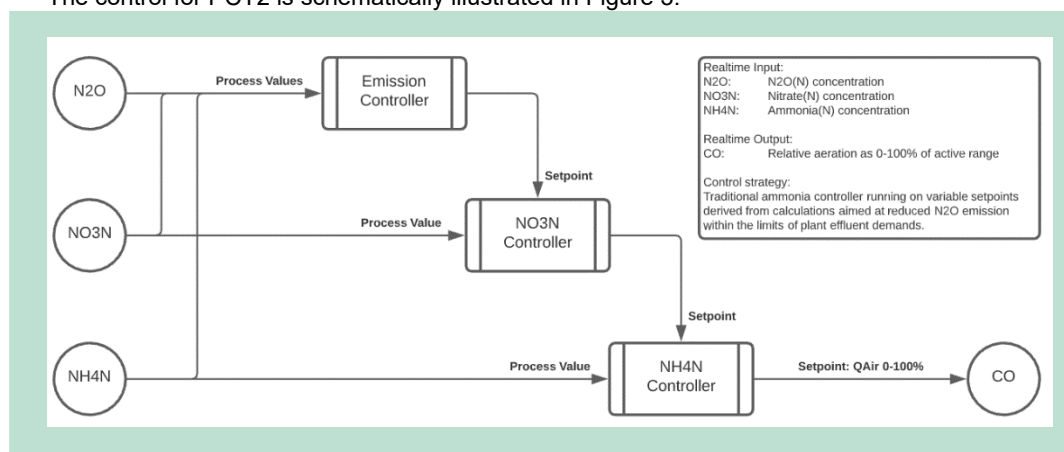 The control for PCT2 is schematically illustrated in Figure 3.
N2O
Process Values
Emission
Controller
Setpoint
NO3N
Process Value
NO3N
Controller
Setpoint
NH4N
Process Value
NH4N
Controller
Setpoint: QAir 0-100%
CO
Realtime Input:
N2O: N2O(N) concentration
NO3N: Nitrate(N) concentration
NH4N: Ammonia(N) concentration
Realtime Output:
CO: Relative aeration as 0-100% of active range
Control strategy:
Traditional ammonia controller running on variable setpoints
derived from calculations aimed at reduced N2O emission
within the limits of plant effluent demands.